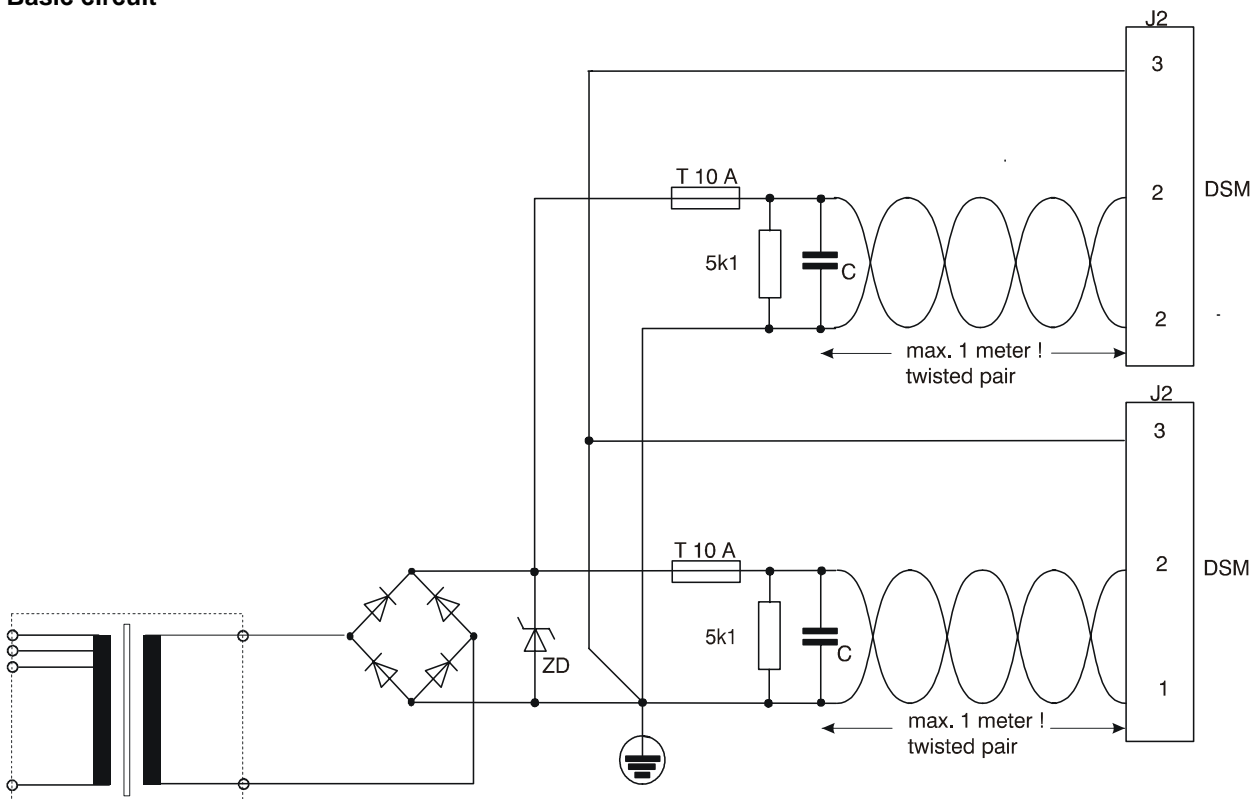 Basic circuit
J2
3
T 10 A
2
DSM
5k1
C
2
max. 1 meter !
twisted pair
J2
3
T 10 A
2
DSM
5k1
C
ZD
1
max. 1 meter !
twisted pair